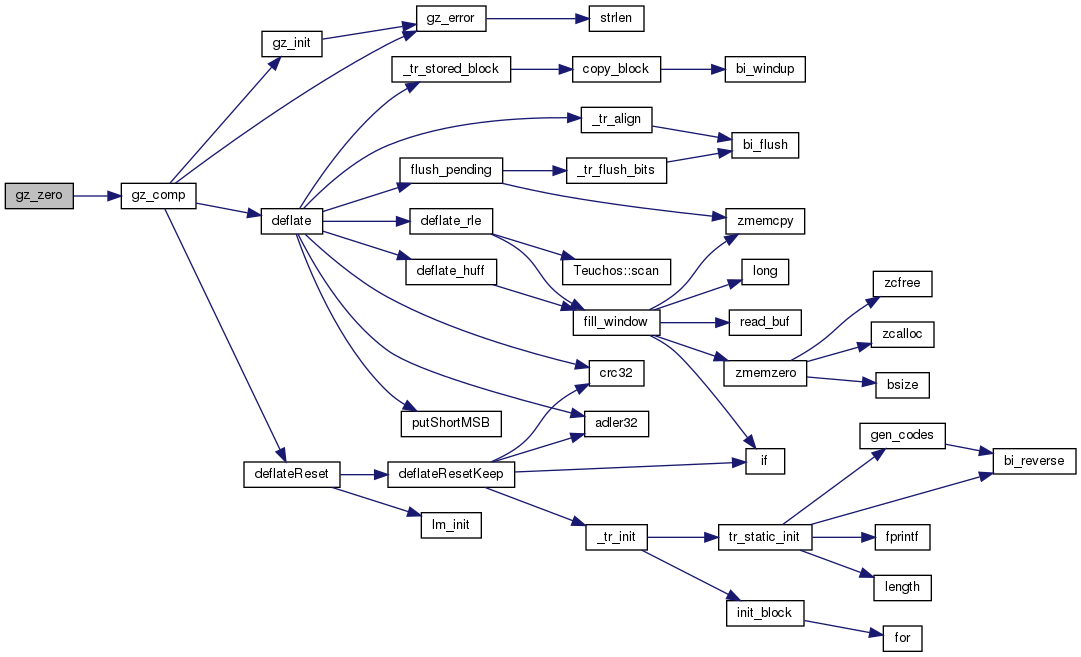 gz_error
strlen
gz_init
_tr_stored_block
copy_block
bi_windup
_tr_align
bi_flush
flush_pending
_tr_flush_bits
gz_zero
gz_comp
deflate
deflate_rle
zmemcpy
deflate_huff
Teuchos::scan
long
zcfree
fill_window
read_buf
zcalloc
crc32
zmemzero
bsize
putShortMSB
adler32
gen_codes
deflateReset
deflateResetKeep
if
bi_reverse
lm_init
_tr_init
tr_static_init
fprintf
length
init_block
for